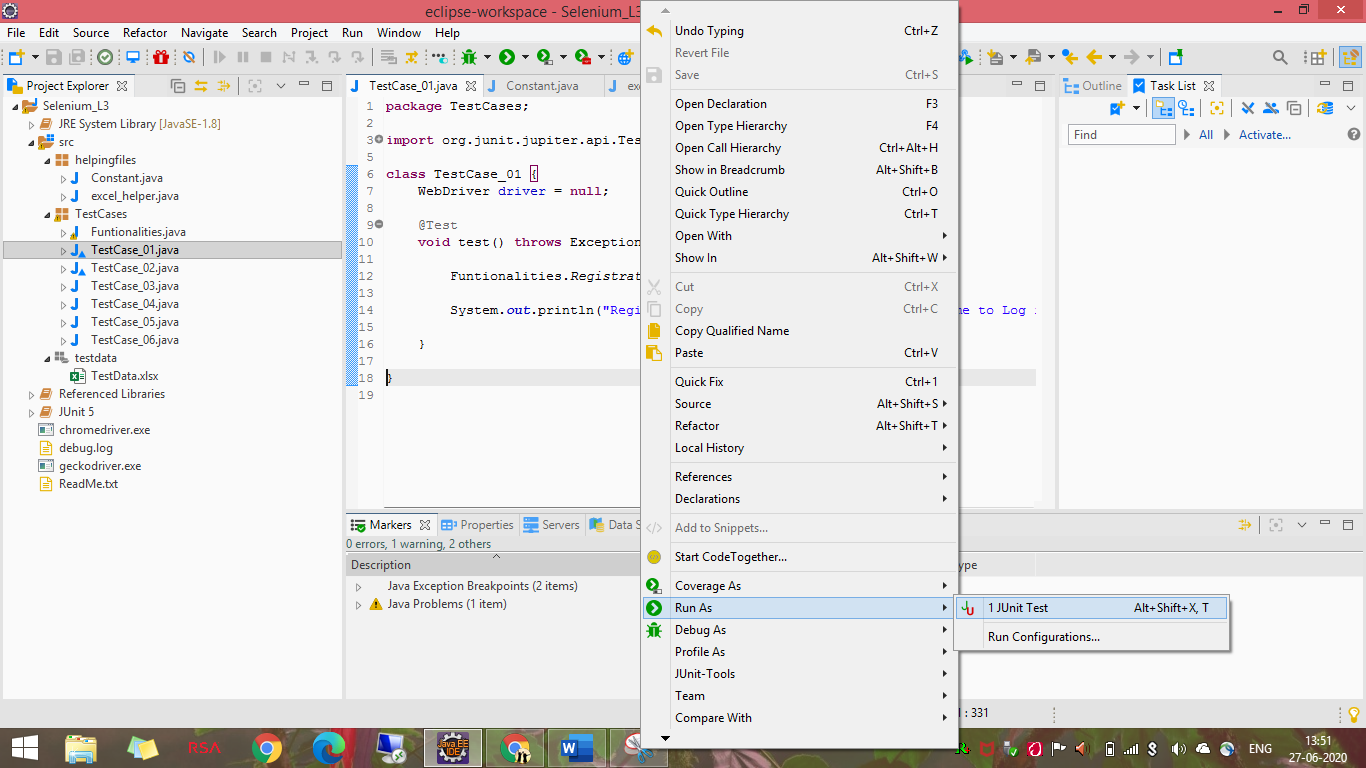 eclipse-workspace - Selenium_L3
File Edit Source Refactor Navigate Search Project Run Window Help
Project Explorer
Selenium_L3
JRE System Library [JavaSE-1.8]
src
helpingfiles
Constant.java
excel_helper.java
TestCases
Funtionalities.java
TestCase_01.java
TestCase_02.java
TestCase_03.java
TestCase_04.java
TestCase_05.java
TestCase_06.java
testdata
TestData.xlsx
Referenced Libraries
JUnit 5
chromedriver.exe
debug.log
geckodriver.exe
ReadMe.txt
TestCase_01.java Constant.java
1 package TestCases;
2
3 import org.junit.jupiter.api.Tes
5
6 class TestCase_01 {
7 WebDriver driver = null;
8
9 @Test
10 void test() throws Exception
11
12 Funtionalities.Registrat
13
14 System.out.println("Regi me to Log i
15
16 }
17
18 }
19
Markers Properties Servers Data S
0 errors, 1 warning, 2 others
Description
Java Exception Breakpoints (2 items)
Java Problems (1 item)
Undo Typing Ctrl+Z
Revert File
Save Ctrl+S
Open Declaration F3
Open Type Hierarchy F4
Open Call Hierarchy Ctrl+Alt+H
Show in Breadcrumb Alt+Shift+B
Quick Outline Ctrl+O
Quick Type Hierarchy Ctrl+T
Open With
Show In Alt+Shift+W
Cut Ctrl+X
Copy Ctrl+C
Copy Qualified Name
Paste Ctrl+V
Quick Fix Ctrl+1
Source Alt+Shift+S
Refactor Alt+Shift+T
Local History
References
Declarations
Add to Snippets...
Start CodeTogether...
Coverage As
Run As
Debug As
Profile As
JUnit-Tools
Team
Compare With
1 JUnit Test Alt+Shift+X, T
Run Configurations...
Outline Task List
Find All Activate...
ype
: 331
RSA
Java EE
IDE
ENG
13:51
27-06-2020